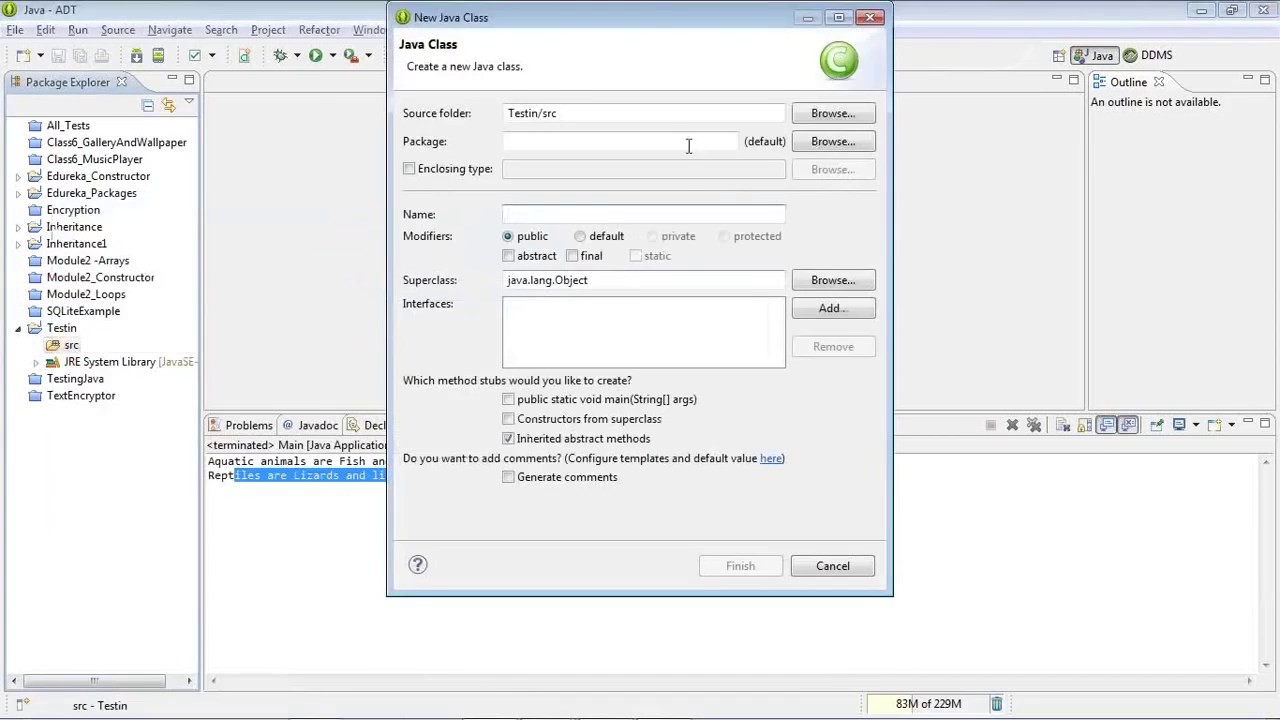 Java - ADT
File Edit Run Source Navigate Search Project Refactor Windo
Java DDMS
Package Explorer
All_Tests
Class6_GalleryAndWallpaper
Class6_MusicPlayer
Edureka_Constructor
Edureka_Packages
Encryption
Inheritance
Inheritance1
Module2 -Arrays
Module2_Constructor
Module2_Loops
SQLiteExample
Testin
src
JRE System Library [JavaSE-
TestingJava
TextEncryptor
New Java Class
Java Class
Create a new Java class.
C
Source folder: Testin/src Browse...
Package: (default) Browse...
Enclosing type: Browse...
Name:
Modifiers: public default private protected
abstract final static
Superclass: java.lang.Object Browse...
Interfaces: Add...
Remove
Which method stubs would you like to create?
public static void main(String[] args)
Constructors from superclass
Inherited abstract methods
Do you want to add comments? (Configure templates and default value here)
Generate comments
? Finish Cancel
Outline
An outline is not available.
Problems @ Javadoc Decl
<terminated> Main [Java Application
Aquatic animals are Fish and
Reptiles are Lizards and li
src - Testin
83M of 229M